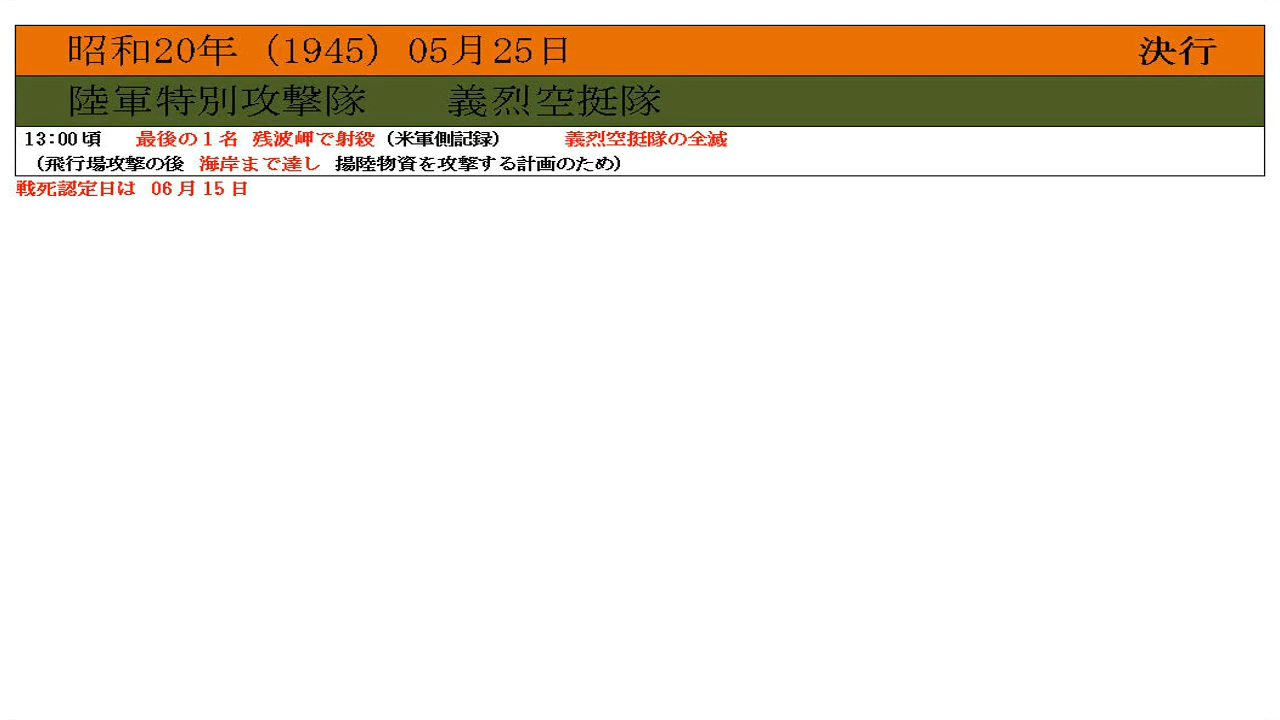 昭和20年（1945）05月25日 決行
陸軍特別攻撃隊 義烈空挺隊
13:00頃 最後の１名 残波岬で射殺（米軍側記録） 義烈空挺隊の全滅
（飛行場攻撃の後 海岸まで達し 揚陸物資を攻撃する計画のため）
戦死認定日は 06月15日